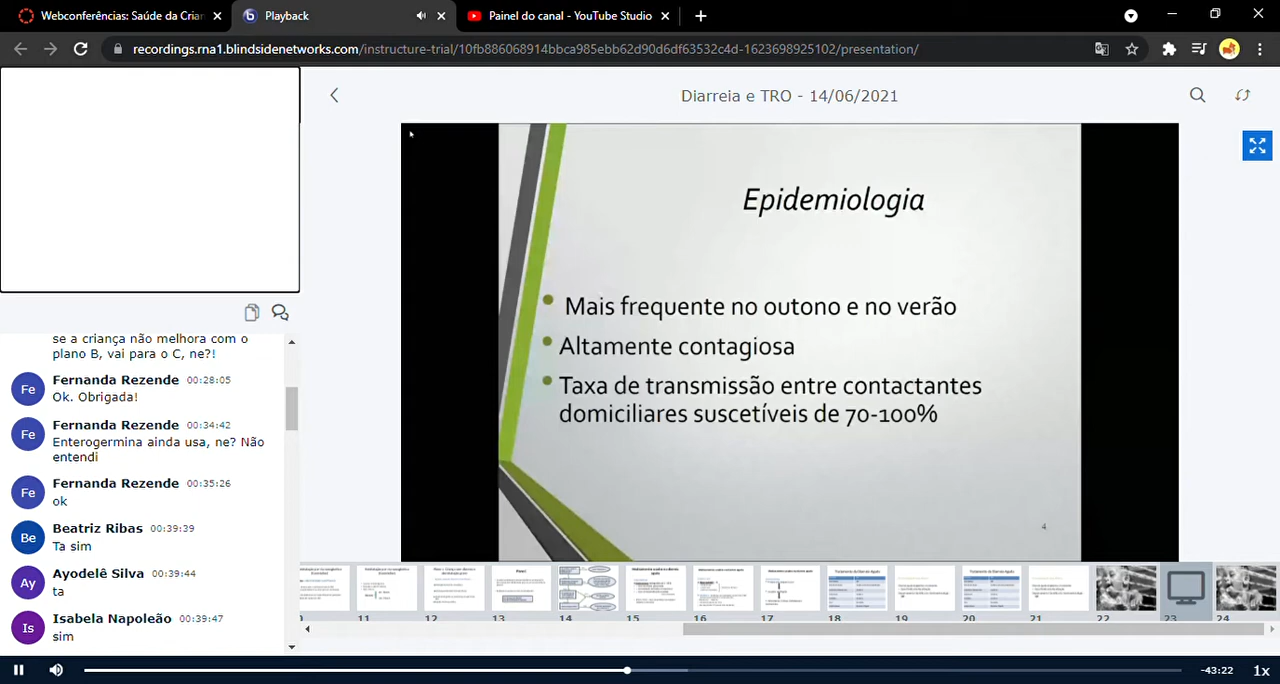 Webconferências: Saúde da Crian
Playback
Painel do canal - YouTube Studio
recordings.rna1.blindsidenetworks.com/instructure-trial/10fb886068914bbca985ebb62d90d6df63532c4d-1623698925102/presentation/
Diarreia e TRO - 14/06/2021
Epidemiologia
Mais frequente no outono e no verão
Altamente contagiosa
Taxa de transmissão entre contactantes
domiciliares suscetíveis de 70-100%
4
se a criança não melhora com o
plano B, vai para o C, ne?!
Fe
Fernanda Rezende 00:28:05
Ok. Obrigada!
Fe
Fernanda Rezende 00:34:42
Enterogermina ainda usa, ne? Não
entendi
Fe
Fernanda Rezende 00:35:26
ok
Be
Beatriz Ribas 00:39:39
Ta sim
Ay
Ayodelê Silva 00:39:44
ta
Is
Isabela Napoleão 00:39:47
sim
11 12 13 14 15 16 17 18 19 20 21 22 23 24
-43:22 1x